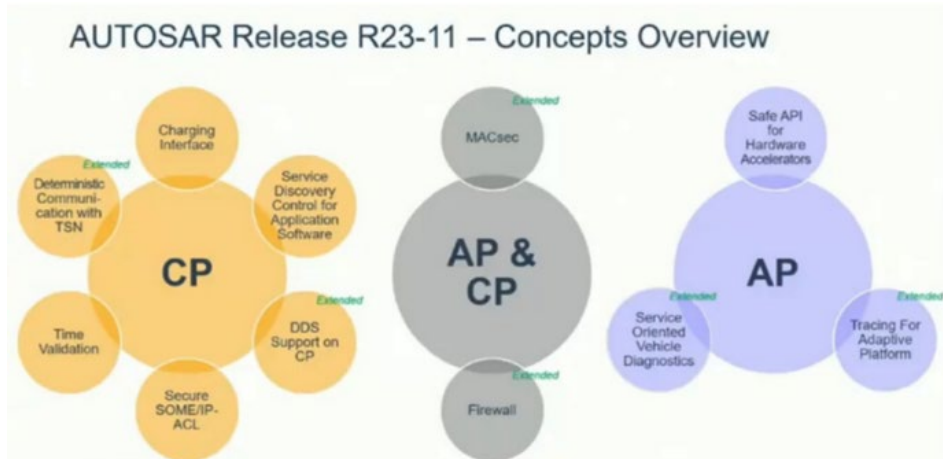 AUTOSAR Release R23-11 – Concepts Overview
Charging
Interface
Extended
Deterministic
Communi-
cation with
TSN
Service
Discovery
Control for
Application
Software
CP
Time
Validation
Extended
DDS
Support on
CP
Secure
SOME/IP-
ACL
Extended
MACsec
AP &
CP
Extended
Firewall
Safe API
for
Hardware
Accelerators
AP
Extended
Service
Oriented
Vehicle
Diagnostics
Extended
Tracing For
Adaptive
Platform